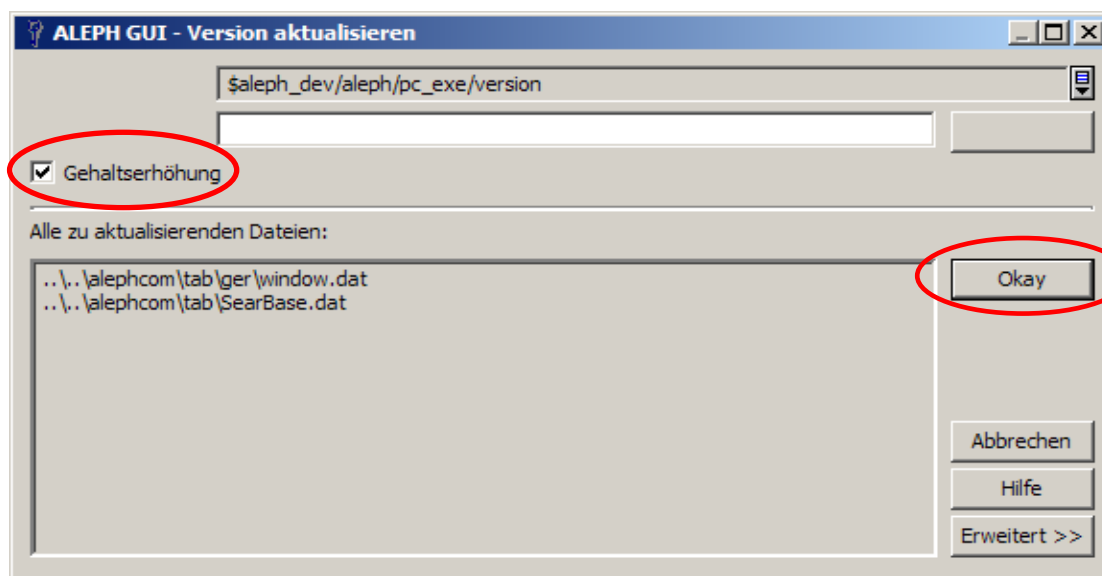 ALEPH GUI - Version aktualisieren
$aleph_dev/aleph/pc_exe/version
Gehaltserhöhung
Alle zu aktualisierenden Dateien:
..\..\alephcom\tab\ger\window.dat
..\..\alephcom\tab\SearBase.dat
Okay
Abbrechen
Hilfe
Erweitert >>